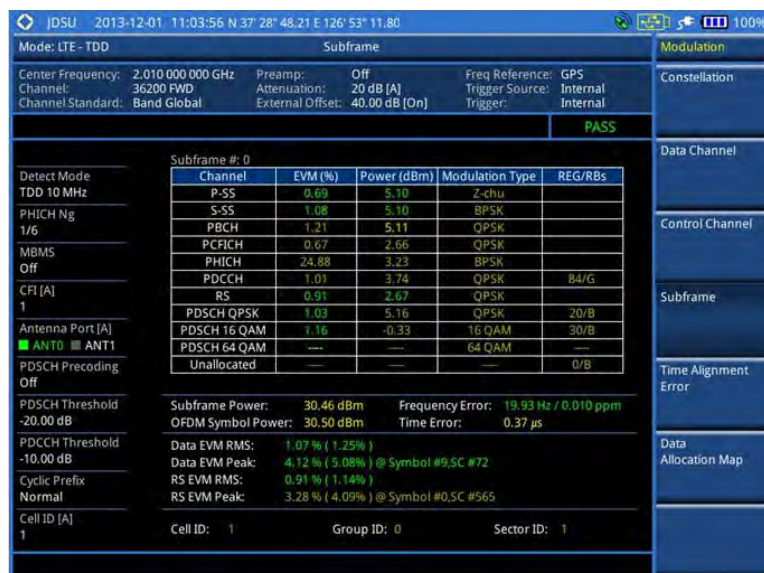 JDSU 2013-12-01 11:03:56 N 37' 28" 48.21 E 126' 53" 11.80 100%
Mode: LTE - TDD Subframe Modulation
Center Frequency: 2.010 000 000 GHz Preamp: Off Freq Reference: GPS
Channel: 36200 FWD Attenuation: 20 dB [A] Trigger Source: Internal
Channel Standard: Band Global External Offset: 40.00 dB [On] Trigger: Internal
PASS
Constellation
Data Channel
Control Channel
Subframe
Time Alignment
Error
Data
Allocation Map
Detect Mode
TDD 10 MHz
PHICH Ng
1/6
MBMS
Off
CFI [A]
1
Antenna Port [A]
ANT0 ANT1
PDSCH Precoding
Off
PDSCH Threshold
-20.00 dB
PDCCH Threshold
-10.00 dB
Cyclic Prefix
Normal
Cell ID [A]
1
Subframe #: 0
Channel EVM (%) Power (dBm) Modulation Type REG/RBs
P-SS 0.69 5.10 Z-chu
S-SS 1.08 5.10 BPSK
PBCH 1.21 5.11 QPSK
PCFICH 0.67 2.66 QPSK
PHICH 24.88 3.23 BPSK
PDCCH 1.01 3.74 QPSK 84/G
RS 0.91 2.67 QPSK
PDSCH QPSK 1.03 5.16 QPSK 20/B
PDSCH 16 QAM 1.16 -0.33 16 QAM 30/B
PDSCH 64 QAM ---- ---- 64 QAM ----
Unallocated ---- ---- ---- 0/B
Subframe Power: 30.46 dBm Frequency Error: 19.93 Hz / 0.010 ppm
OFDM Symbol Power: 30.50 dBm Time Error: 0.37 µs
Data EVM RMS: 1.07 % ( 1.25% )
Data EVM Peak: 4.12 % ( 5.08% ) @ Symbol #9,SC #72
RS EVM RMS: 0.91 % ( 1.14% )
RS EVM Peak: 3.28 % ( 4.09% ) @ Symbol #0,SC #565
Cell ID: 1 Group ID: 0 Sector ID: 1